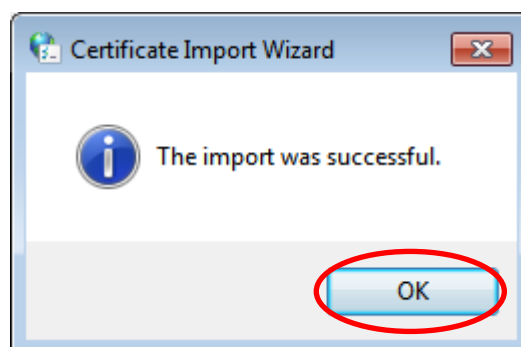 Certificate Import Wizard
The import was successful.
OK